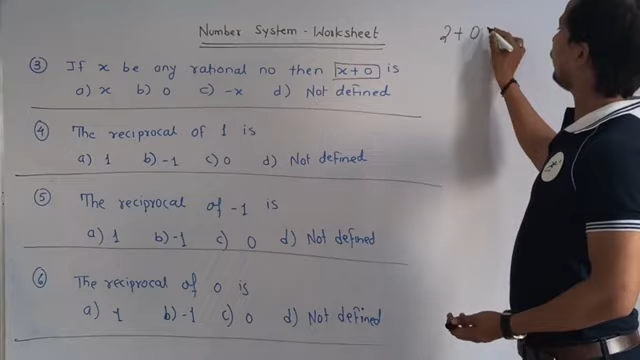 Number System - Worksheet
2 + 0
③ If x be any rational no then x + 0 is
a) x b) 0 c) -x d) Not defined
④ The reciprocal of 1 is
a) 1 b) -1 c) 0 d) Not defined
⑤ The reciprocal of -1 is
a) 1 b) -1 c) 0 d) Not defined
⑥ The reciprocal of 0 is
a) 1 b) -1 c) 0 d) Not defined